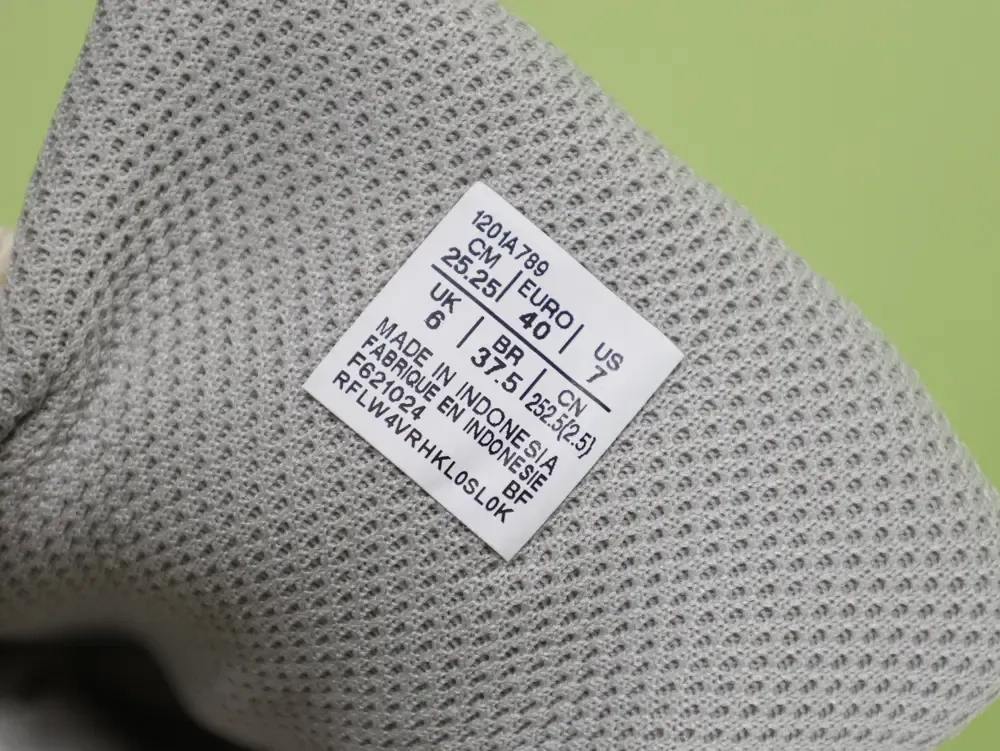 1201A789
CM | EURO | US
25.25 | 40 | 7
UK | BR | CN
6 | 37.5 | 252.5(2.5)
MADE IN INDONESIA
FABRIQUE EN INDONESIE
F621024 BF
RFLW4VRHKL0SL0K